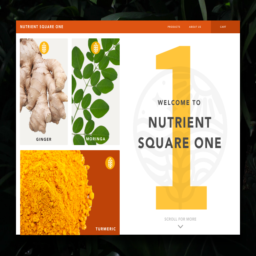 NUTRIENT SQUARE ONE
PRODUCTS ABOUT US CART
1
WELCOME TO
NUTRIENT
SQUARE ONE
GINGER
MORINGA
TURMERIC
SCROLL FOR MORE